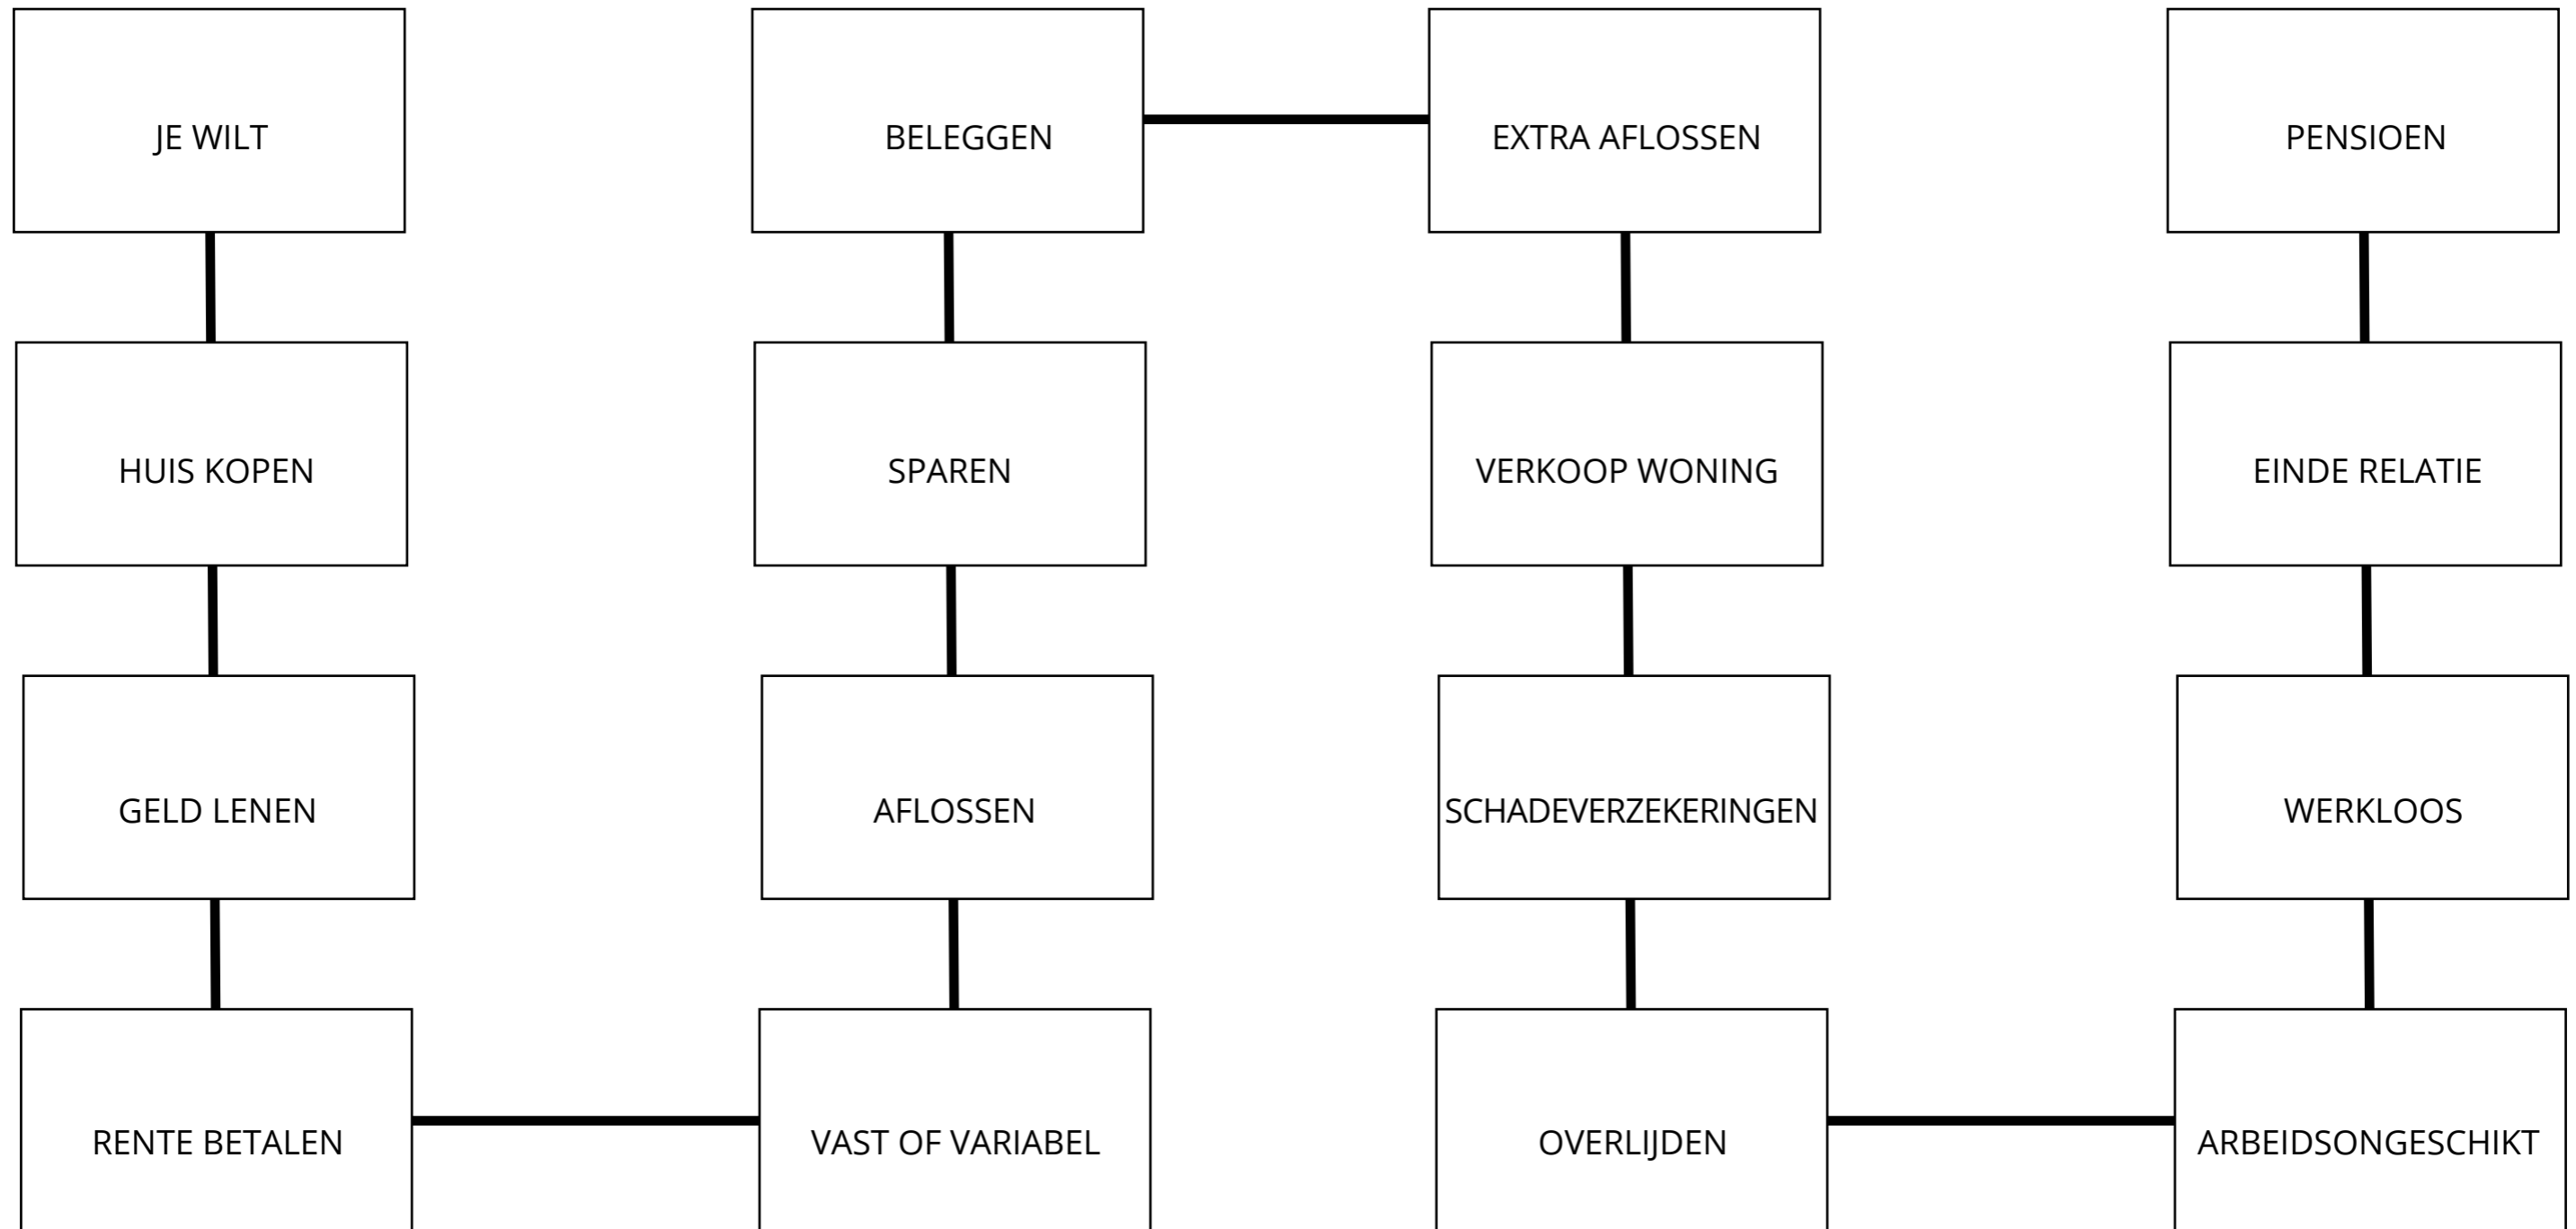 JE WILT
HUIS KOPEN
GELD LENEN
RENTE BETALEN
VAST OF VARIABEL
AFLOSSEN
SPAREN
BELEGGEN
EXTRA AFLOSSEN
VERKOOP WONING
SCHADEVERZEKERINGEN
OVERLIJDEN
ARBEIDSONGESCHIKT
WERKLOOS
EINDE RELATIE
PENSIOEN